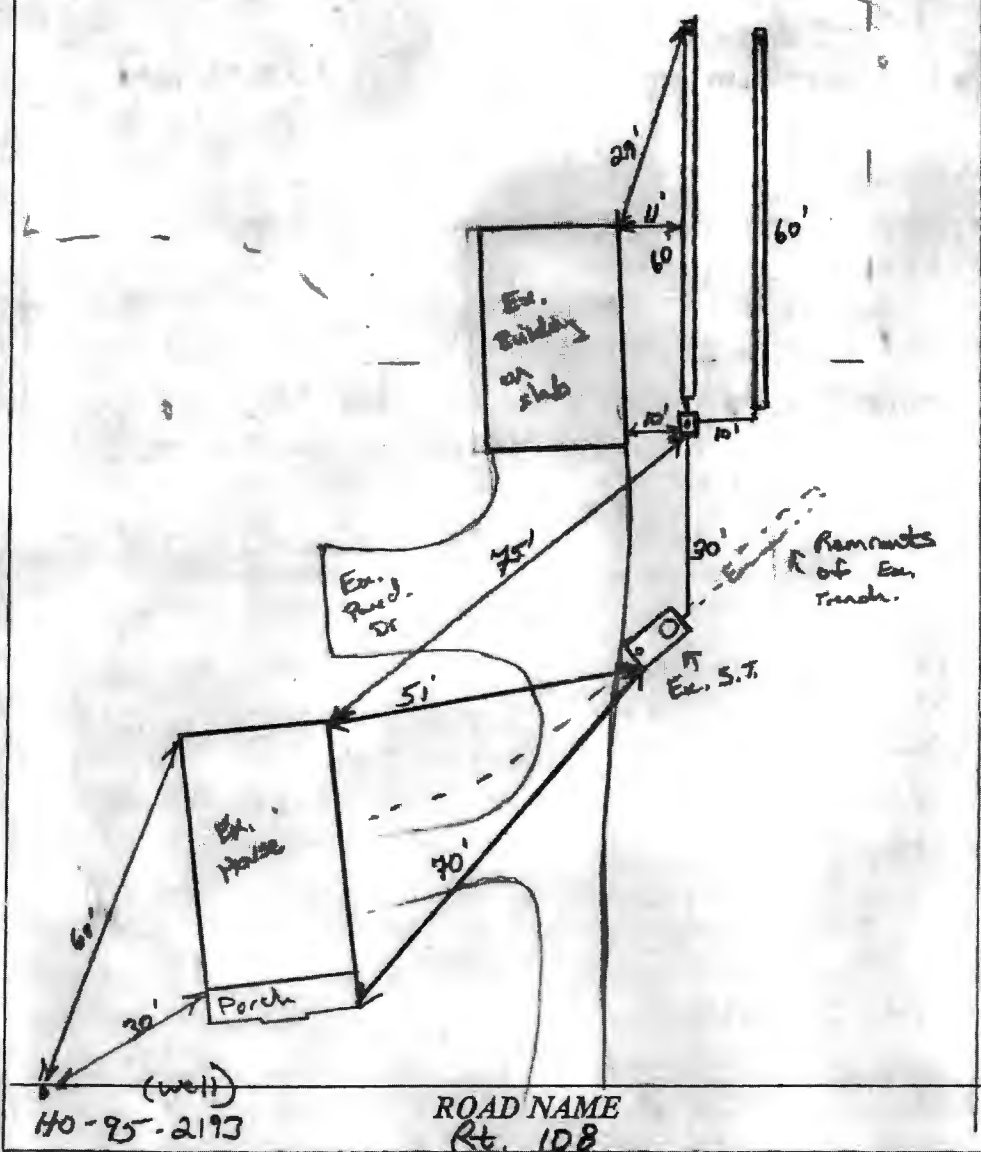 29'
11'
60'
60'
Ex.
Building
on
slab
10'
10'
75'
30'
Remnants
of Ex.
Trench.
Ex.
Paved.
Dr
51'
Ex. S.T.
Ex.
House
70'
60'
30'
Porch
(well)
HO-95-2193
ROAD NAME
Rt. 108